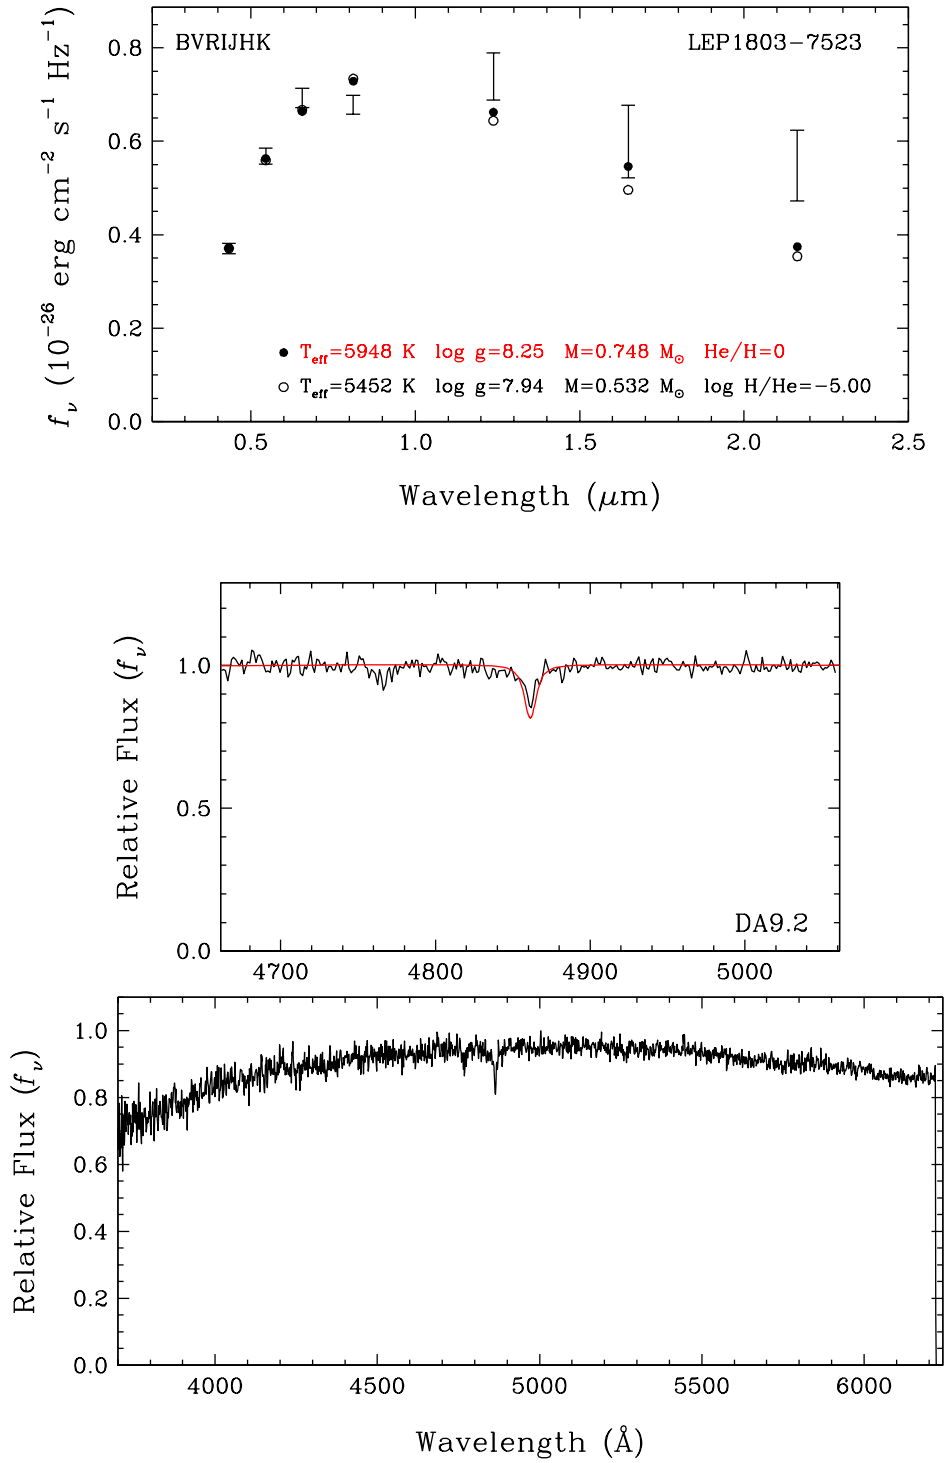 BVRIJHK LEP1803−7523
f_ν (10^−26 erg cm^−2 s^−1 Hz^−1)
0.8
0.6
0.4
0.2
0.0
● T_eff=5948 K log g=8.25 M=0.748 M_⊙ He/H=0
○ T_eff=5452 K log g=7.94 M=0.532 M_⊙ log H/He=−5.00
0.5 1.0 1.5 2.0 2.5
Wavelength (μm)
Relative Flux (f_ν)
1.0
0.5
0.0
DA9.2
4700 4800 4900 5000
Relative Flux (f_ν)
1.0
0.8
0.6
0.4
0.2
0.0
4000 4500 5000 5500 6000
Wavelength (Å)